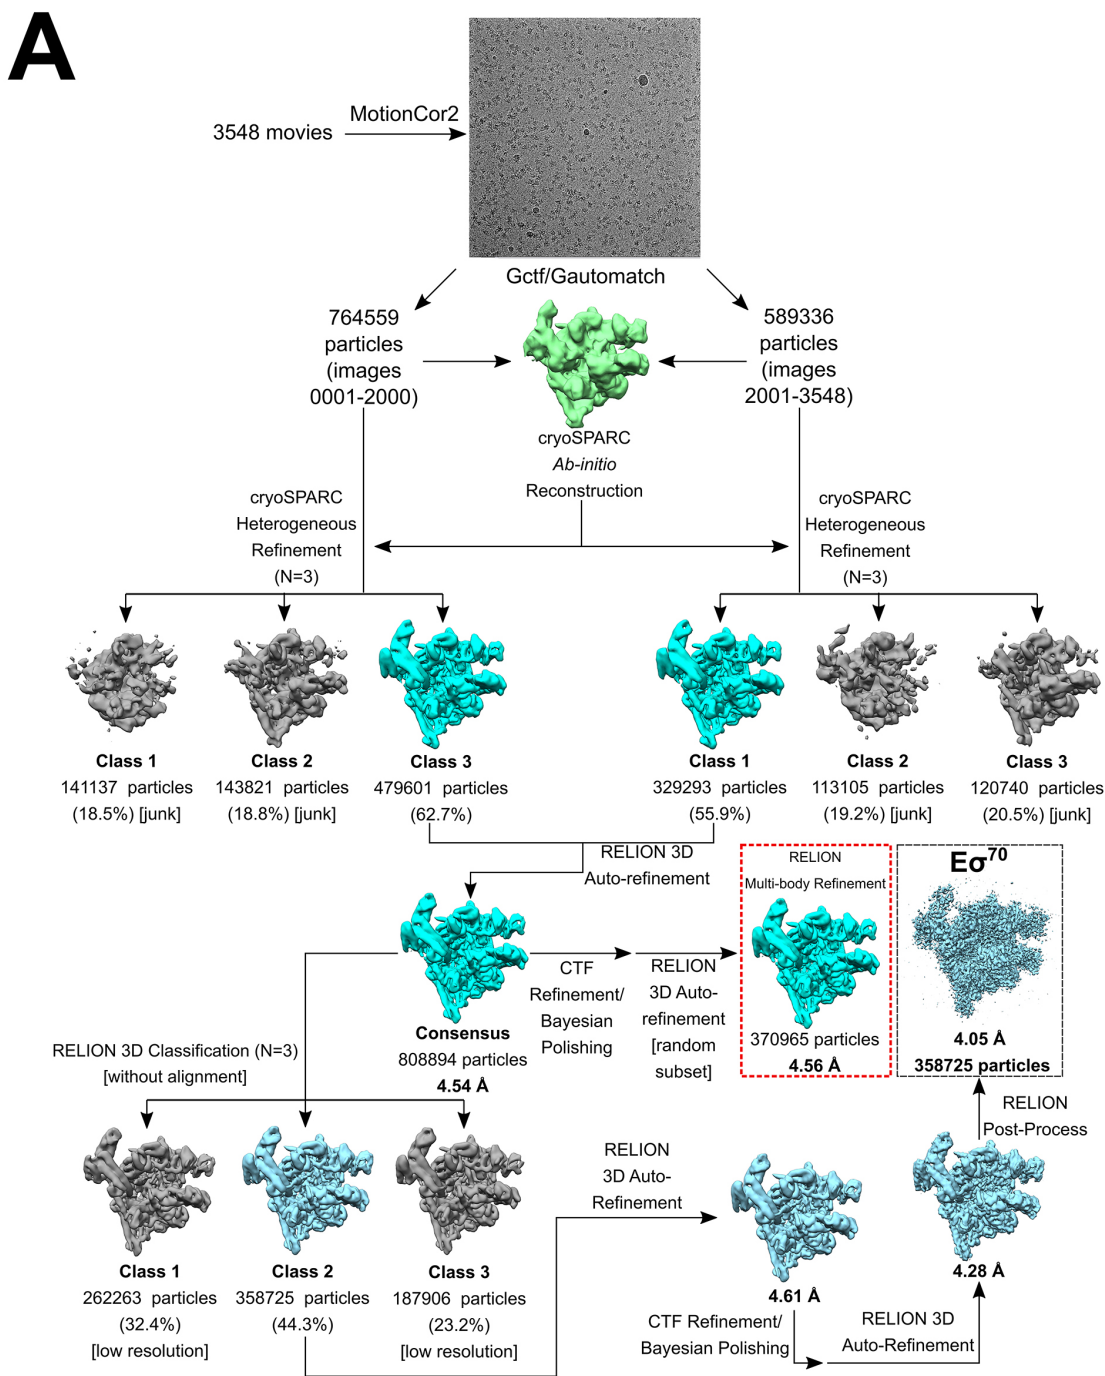 A
3548 movies
MotionCor2
Gctf/Gautomatch
764559
particles
(images
0001-2000)
589336
particles
(images
2001-3548)
cryoSPARC
Ab-initio
Reconstruction
cryoSPARC
Heterogeneous
Refinement
(N=3)
cryoSPARC
Heterogeneous
Refinement
(N=3)
Class 1
141137 particles
(18.5%) [junk]
Class 2
143821 particles
(18.8%) [junk]
Class 3
479601 particles
(62.7%)
Class 1
329293 particles
(55.9%)
Class 2
113105 particles
(19.2%) [junk]
Class 3
120740 particles
(20.5%) [junk]
RELION 3D
Auto-refinement
Consensus
808894 particles
4.54 Å
CTF
Refinement/
Bayesian
Polishing
RELION
3D Auto-
refinement
[random
subset]
RELION
Multi-body Refinement
370965 particles
4.56 Å
Eσ⁷⁰
4.05 Å
358725 particles
RELION 3D Classification (N=3)
[without alignment]
Class 1
262263 particles
(32.4%)
[low resolution]
Class 2
358725 particles
(44.3%)
Class 3
187906 particles
(23.2%)
[low resolution]
RELION
3D Auto-
Refinement
4.61 Å
CTF Refinement/
Bayesian Polishing
RELION 3D
Auto-Refinement
4.28 Å
RELION
Post-Process